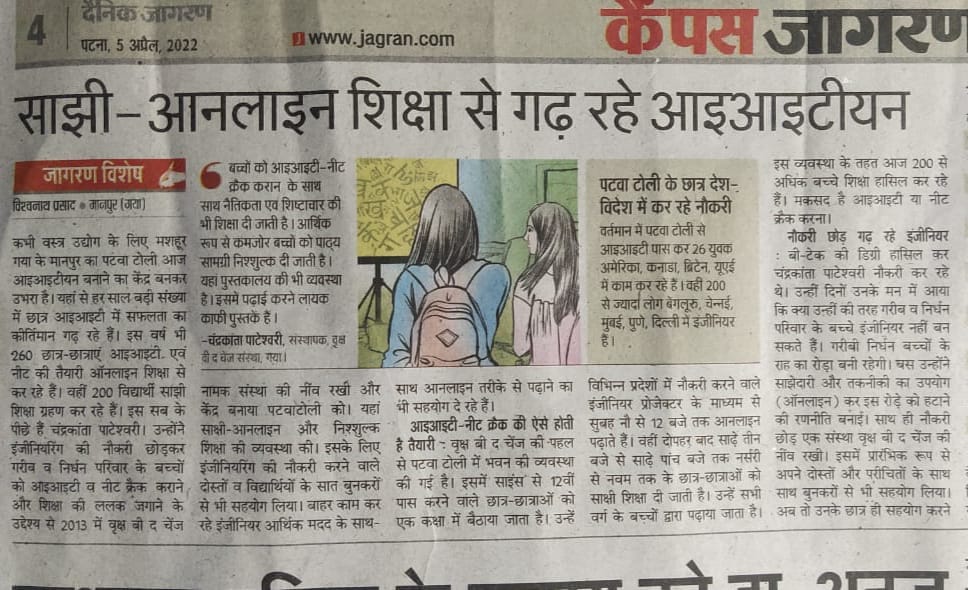 4
दैनिक जागरण
पटना, 5 अप्रैल, 2022
www.jagran.com
कैंपस जागरण
साझी-आनलाइन शिक्षा से गढ़ रहे आइआइटीयन
जागरण विशेष
विश्वनाथ प्रसाद ● मानपुर (गया)
कभी वस्त्र उद्योग के लिए मशहूर
गया के मानपुर का पटवा टोली आज
आइआइटीयन बनाने का केंद्र बनकर
उभरा है। यहां से हर साल बड़ी संख्या
में छात्र आइआइटी में सफलता का
कीर्तिमान गढ़ रहे हैं। इस वर्ष भी
260 छात्र-छात्राएं आइआइटी. एवं
नीट की तैयारी ऑनलाइन शिक्षा से
कर रहे हैं। वहीं 200 विद्यार्थी साझी
शिक्षा ग्रहण कर रहे हैं। इस सब के
पीछे हैं चंद्रकांता पाटेश्वरी। उन्होंने
इंजीनियरिंग की नौकरी छोड़कर
गरीब व निर्धन परिवार के बच्चों
को आइआइटी व नीट क्रैक कराने
और शिक्षा की ललक जगाने के
उद्देश्य से 2013 में वृक्ष बी द चेंज
बच्चों को आइआइटी-नीट
क्रैक करान के साथ
साथ नैतिकता एवं शिष्टाचार की
भी शिक्षा दी जाती है। आर्थिक
रूप से कमजोर बच्चों को पाठ्य
सामग्री निश्शुल्क दी जाती है।
यहां पुस्तकालय की भी व्यवस्था
है। इसमें पढ़ाई करने लायक
काफी पुस्तकें है।
-चंद्रकांता पाटेश्वरी, संस्थापक, वृक्ष
वी द चेंज संस्था, गया।
नामक संस्था की नींव रखी और
केंद्र बनाया पटवाटोली को। यहां
साक्षी-आनलाइन और निश्शुल्क
शिक्षा की व्यवस्था की। इसके लिए
इंजीनियरिंग की नौकरी करने वाले
दोस्तों व विद्यार्थियों के सात बुनकरों
से भी सहयोग लिया। बाहर काम कर
रहे इंजीनियर आर्थिक मदद के साथ-
साथ आनलाइन तरीके से पढ़ाने का
भी सहयोग दे रहे हैं।
आइआइटी-नीट क्रैक की ऐसे होती
है तैयारी : वृक्ष बी द चेंज की पहल
से पटवा टोली में भवन की व्यवस्था
की गई है। इसमें साइंस से 12वीं
पास करने वाले छात्र-छात्राओं को
एक कक्षा में बैठाया जाता है। उन्हें
पटवा टोली के छात्र देश-
विदेश में कर रहे नौकरी
वर्तमान में पटवा टोली से
आइआइटी पास कर 26 युवक
अमेरिका, कनाडा, ब्रिटेन, यूएई
में काम कर रहे है। वही 200
से ज्यादा लोग बेंगलुरु, चेन्नई,
मुंबई, पुणे, दिल्ली में इंजीनियर
हैं।
विभिन्न प्रदेशों में नौकरी करने वाले
इंजीनियर प्रोजेक्टर के माध्यम से
सुबह नौ से 12 बजे तक आनलाइन
पढ़ाते हैं। वहीं दोपहर बाद साढ़े तीन
बजे से साढ़े पांच बजे तक नर्सरी
से नवम तक के छात्र-छात्राओं को
साक्षी शिक्षा दी जाती है। उन्हें सभी
वर्ग के बच्चों द्वारा पढ़ाया जाता है।
इस व्यवस्था के तहत आज 200 से
अधिक बच्चे शिक्षा हासिल कर रहे
हैं। मकसद है आइआइटी या नीट
क्रैक करना।
नौकरी छोड़ गढ़ रहे इंजीनियर
: बी-टेक की डिग्री हासिल कर
चंद्रकांता पाटेश्वरी नौकरी कर रहे
थे। उन्हीं दिनों उनके मन में आया
कि क्या उन्हीं की तरह गरीब व निर्धन
परिवार के बच्चे इंजीनियर नहीं बन
सकते हैं। गरीबी निर्धन बच्चों के
राह का रोड़ा बनी रहेगी। बस उन्होंने
साझेदारी और तकनीकी का उपयोग
(ऑनलाइन) कर इस रोड़े को हटाने
की रणनीति बनाई। साथ ही नौकरी
छोड़ एक संस्था वृक्ष बी द चेंज की
नींव रखी। इसमें प्रारंभिक रूप से
अपने दोस्तों और परिचितों के साथ
साथ बुनकरों से भी सहयोग लिया।
अब तो उनके छात्र ही सहयोग करने